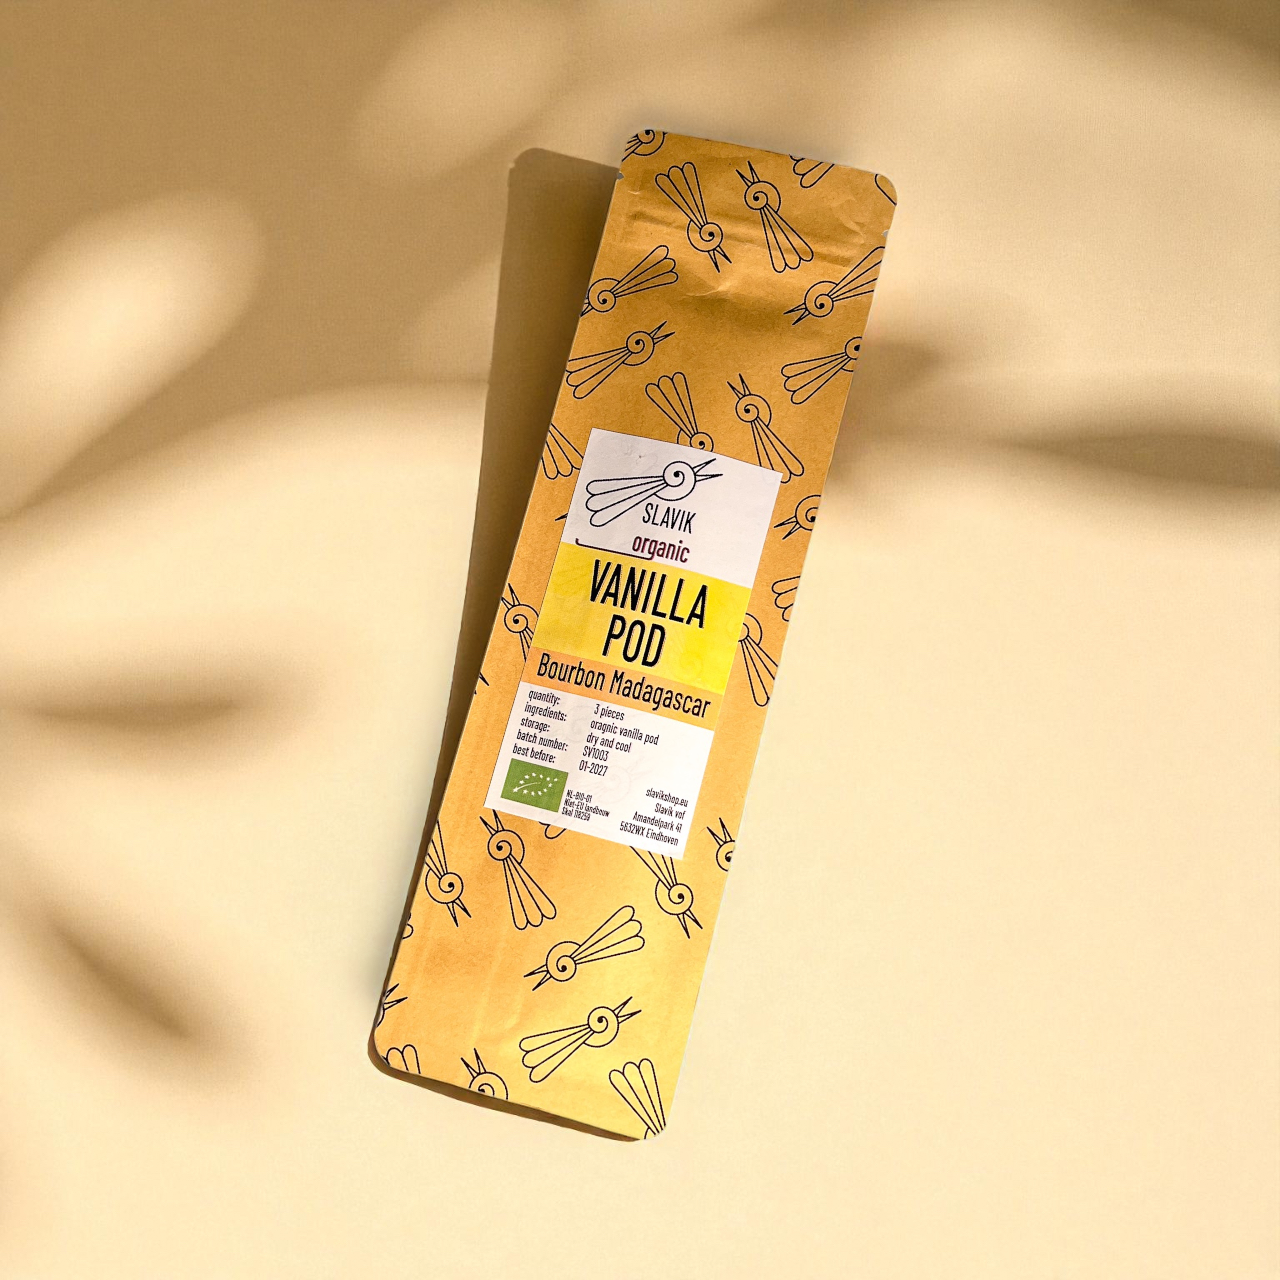 SLAVIK
organic
VANILLA
POD
Bourbon Madagascar
quantity: 3 pieces
ingredients: oragnic vanilla pod
storage: dry and cool
batch number: SV1003
best before: 01-2027
NL-BIO-01
Niet-EU landbouw
Skal 118259
slavikshop.eu
Slavik vof
Amandelpark 41
5632WX Eindhoven